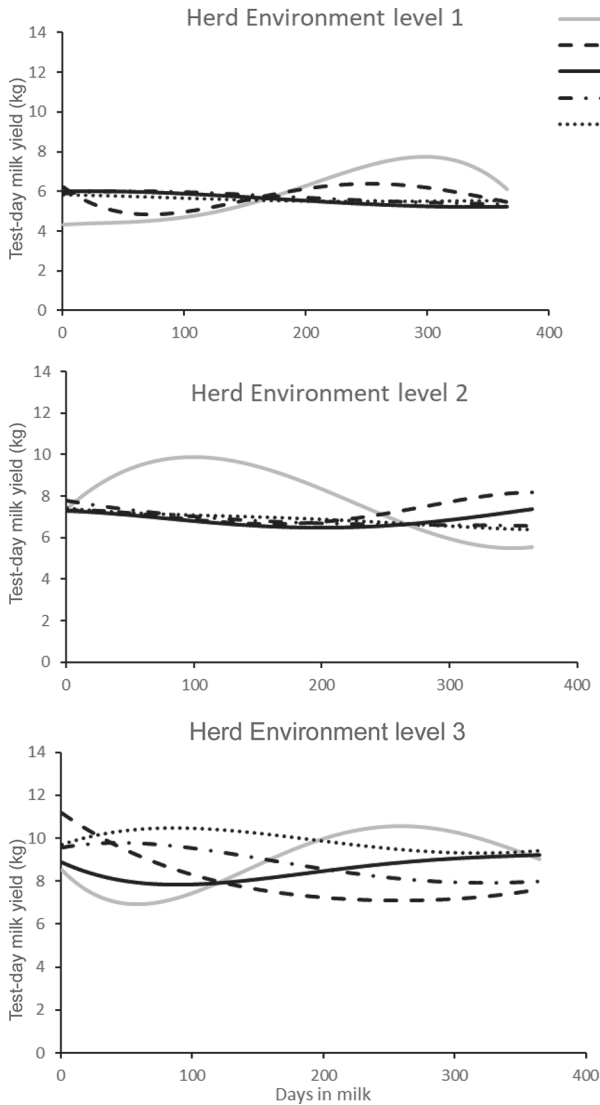 Herd Environment level 1
Test-day milk yield (kg)
14
12
10
8
6
4
2
0
0 100 200 300 400
Herd Environment level 2
Test-day milk yield (kg)
14
12
10
8
6
4
2
0
0 100 200 300 400
Herd Environment level 3
Test-day milk yield (kg)
14
12
10
8
6
4
2
0
0 100 200 300 400
Days in milk